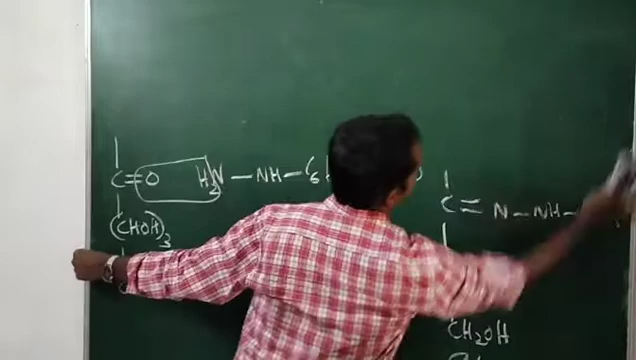 C=O H₂N — NH — C₆
(CHOH)₃
C = N — NH —
CH₂OH